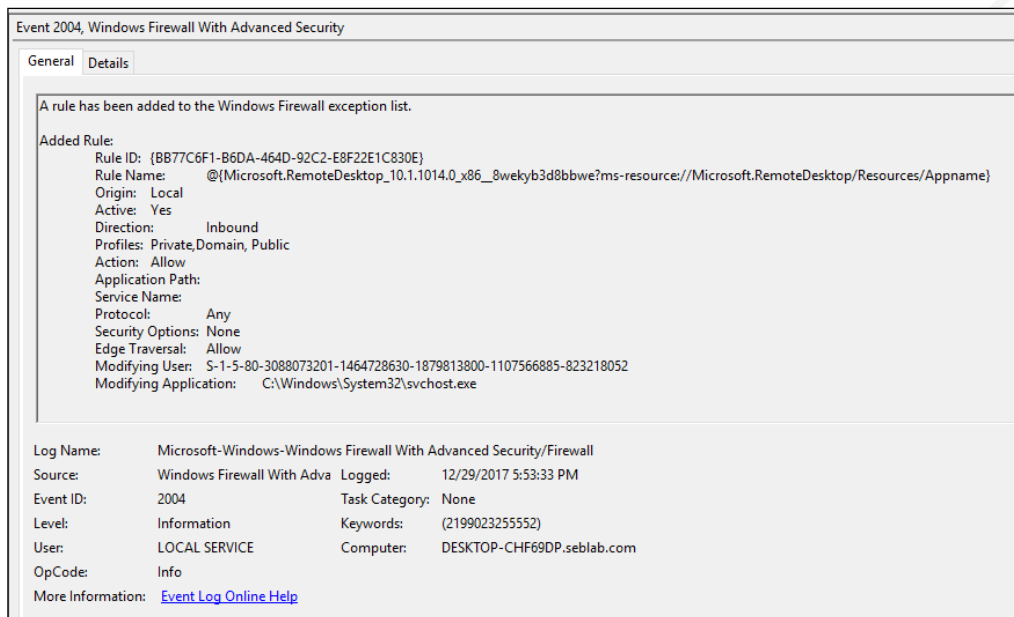 Event 2004, Windows Firewall With Advanced Security
General Details
A rule has been added to the Windows Firewall exception list.
Added Rule:
Rule ID: {BB77C6F1-B6DA-464D-92C2-E8F22E1C830E}
Rule Name: @{Microsoft.RemoteDesktop_10.1.1014.0_x86__8wekyb3d8bbwe?ms-resource://Microsoft.RemoteDesktop/Resources/Appname}
Origin: Local
Active: Yes
Direction: Inbound
Profiles: Private,Domain, Public
Action: Allow
Application Path:
Service Name:
Protocol: Any
Security Options: None
Edge Traversal: Allow
Modifying User: S-1-5-80-3088073201-1464728630-1879813800-1107566885-823218052
Modifying Application: C:\Windows\System32\svchost.exe
Log Name: Microsoft-Windows-Windows Firewall With Advanced Security/Firewall
Source: Windows Firewall With Adva Logged: 12/29/2017 5:53:33 PM
Event ID: 2004 Task Category: None
Level: Information Keywords: (2199023255552)
User: LOCAL SERVICE Computer: DESKTOP-CHF69DP.seblab.com
OpCode: Info
More Information: Event Log Online Help